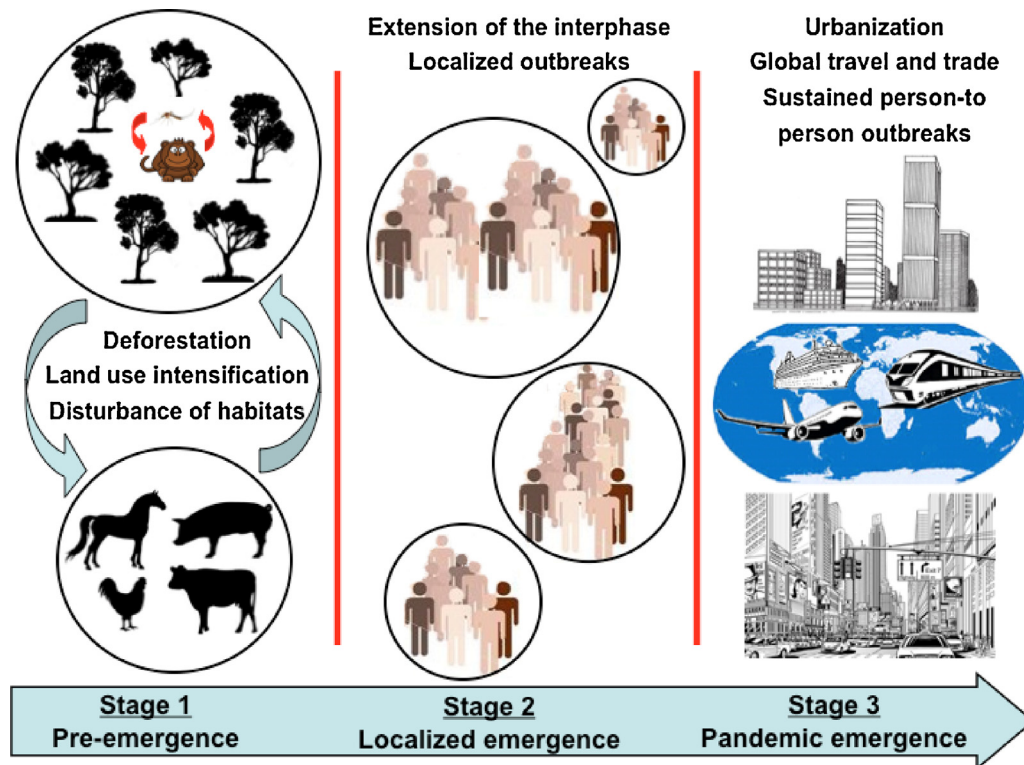 Extension of the interphase
Localized outbreaks
Urbanization
Global travel and trade
Sustained person-to
person outbreaks
Deforestation
Land use intensification
Disturbance of habitats
Stage 1
Pre-emergence
Stage 2
Localized emergence
Stage 3
Pandemic emergence